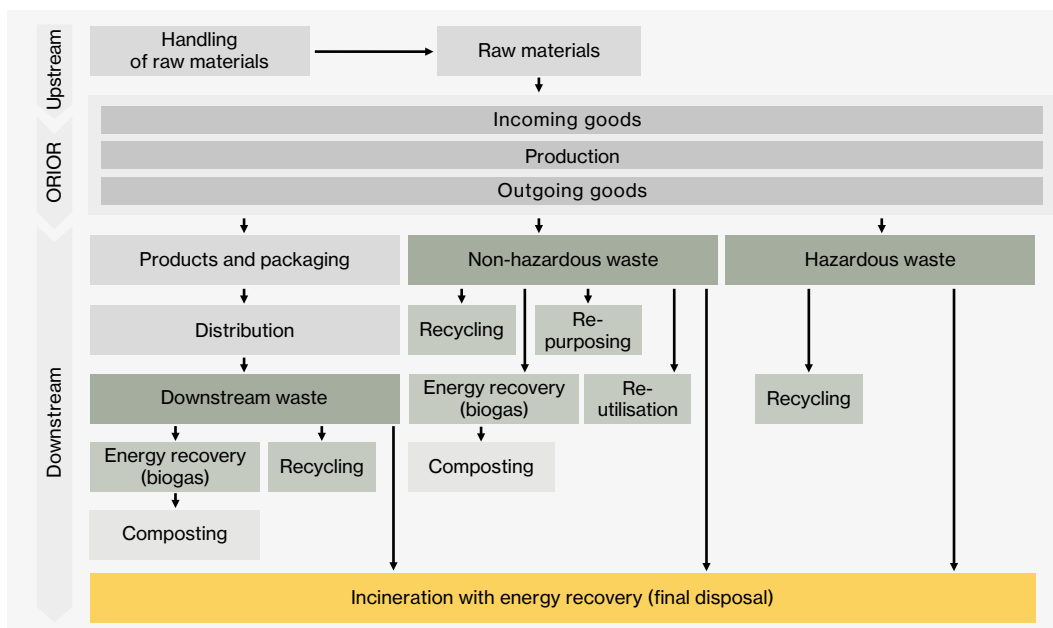 Upstream
Handling
of raw materials
Raw materials
ORIOR
Incoming goods
Production
Outgoing goods
Downstream
Products and packaging
Non-hazardous waste
Hazardous waste
Distribution
Recycling
Re-
purposing
Downstream waste
Energy recovery
(biogas)
Re-
utilisation
Recycling
Energy recovery
(biogas)
Recycling
Composting
Composting
Incineration with energy recovery (final disposal)